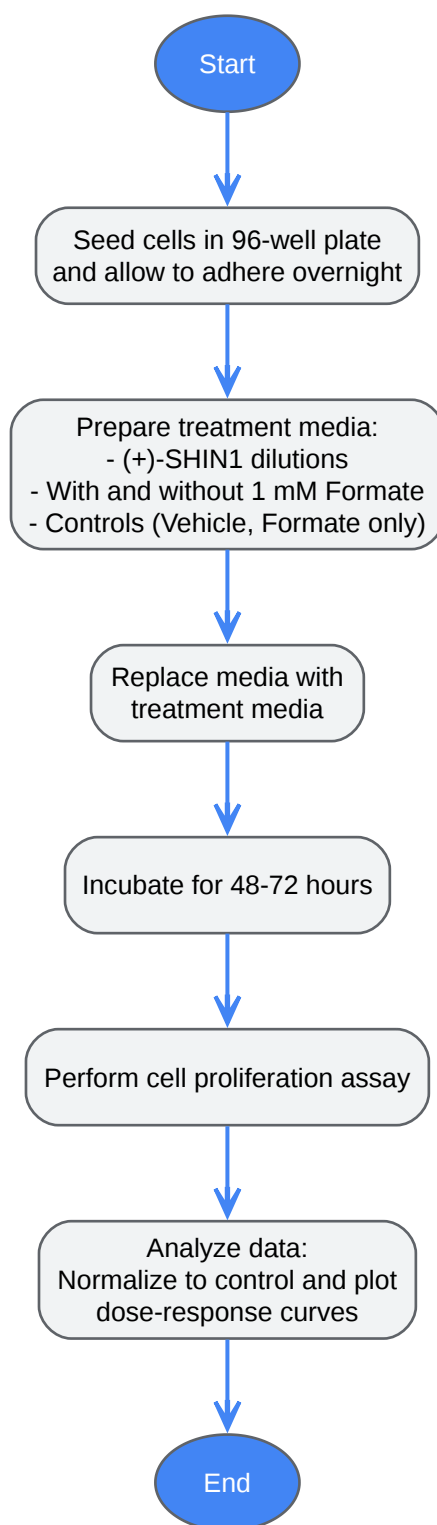 Start
Seed cells in 96-well plate
and allow to adhere overnight
Prepare treatment media:
- (+)-SHIN1 dilutions
- With and without 1 mM Formate
- Controls (Vehicle, Formate only)
Replace media with
treatment media
Incubate for 48-72 hours
Perform cell proliferation assay
Analyze data:
Normalize to control and plot
dose-response curves
End